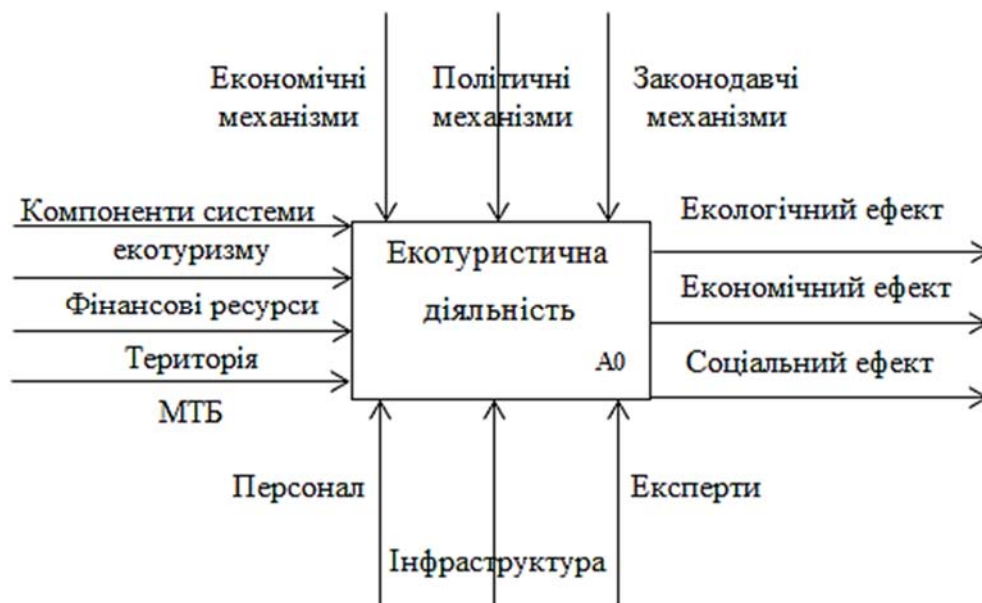 Економічні
механізми
Політичні
механізми
Законодавчі
механізми
Компоненти системи
екотуризму
Фінансові ресурси
Територія
МТБ
Екотуристична
діяльність
А0
Екологічний ефект
Економічний ефект
Соціальний ефект
Персонал
Інфраструктура
Експерти